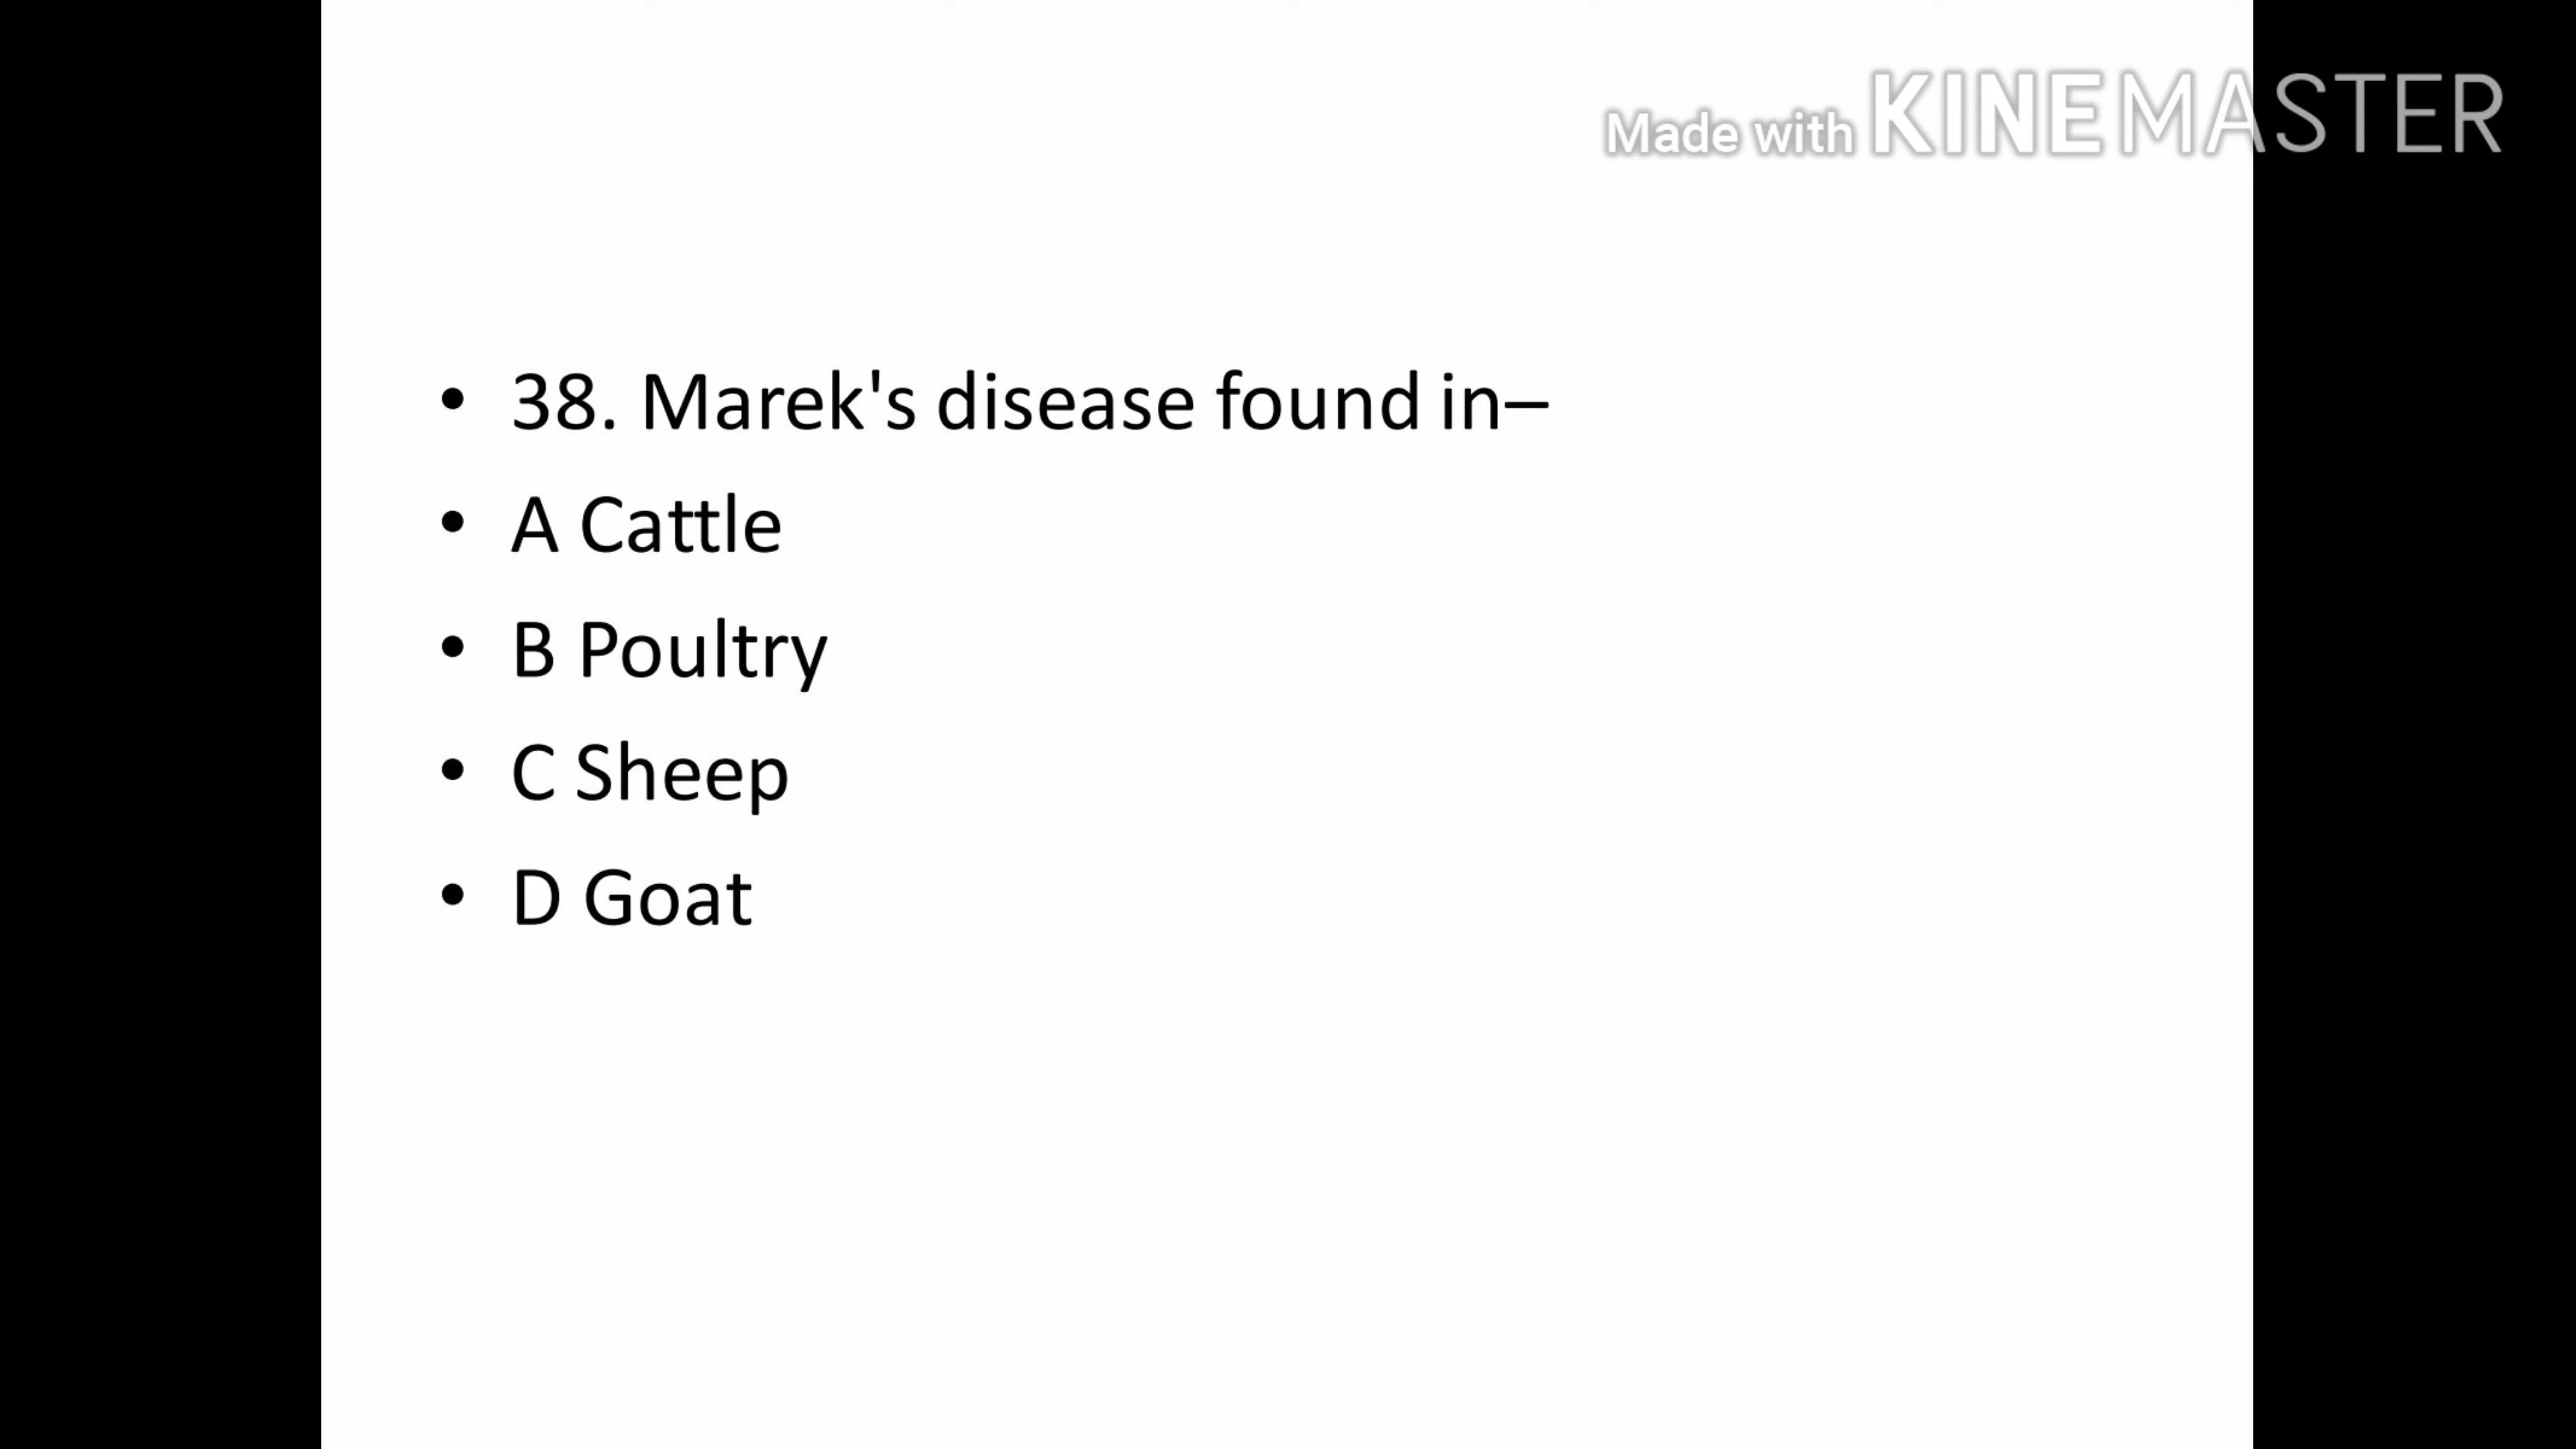 Made with KINEMASTER
• 38. Marek's disease found in–
• A Cattle
• B Poultry
• C Sheep
• D Goat